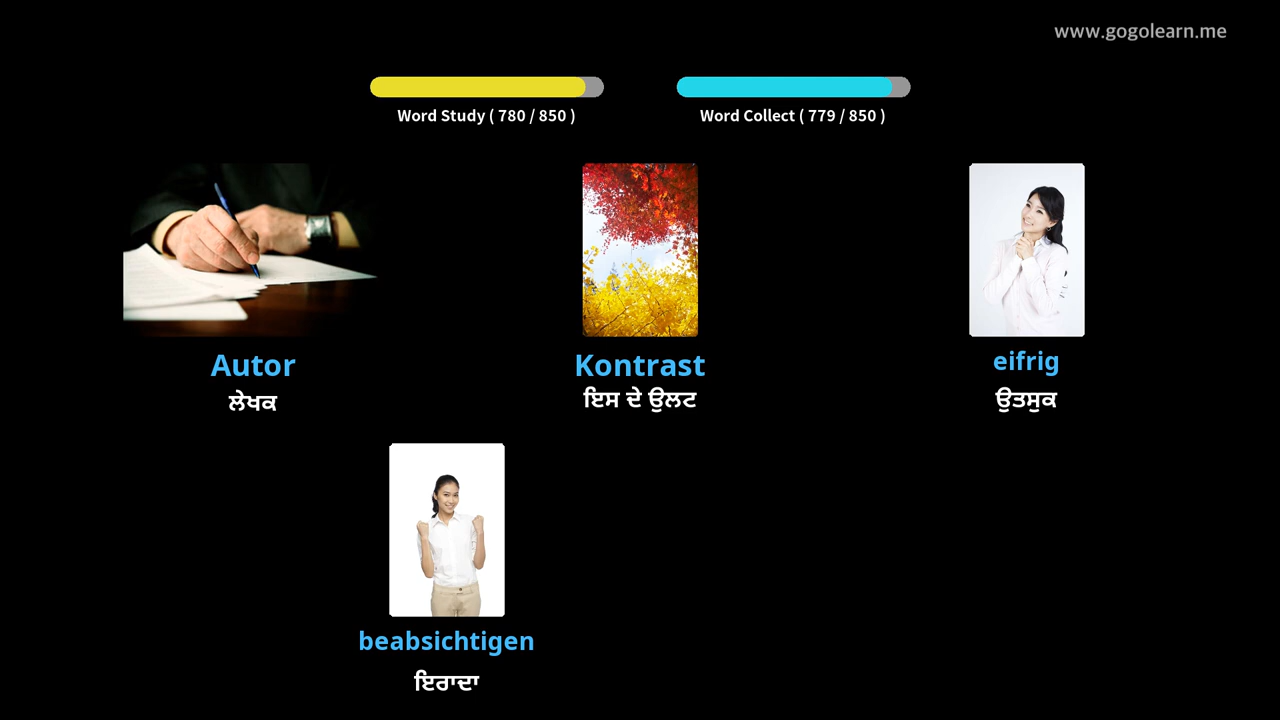 www.gogolearn.me
Word Study ( 780 / 850 )
Word Collect ( 779 / 850 )
Autor
ਲੇਖਕ
Kontrast
ਇਸ ਦੇ ਉਲਟ
eifrig
ਉਤਸੁਕ
beabsichtigen
ਇਰਾਦਾ